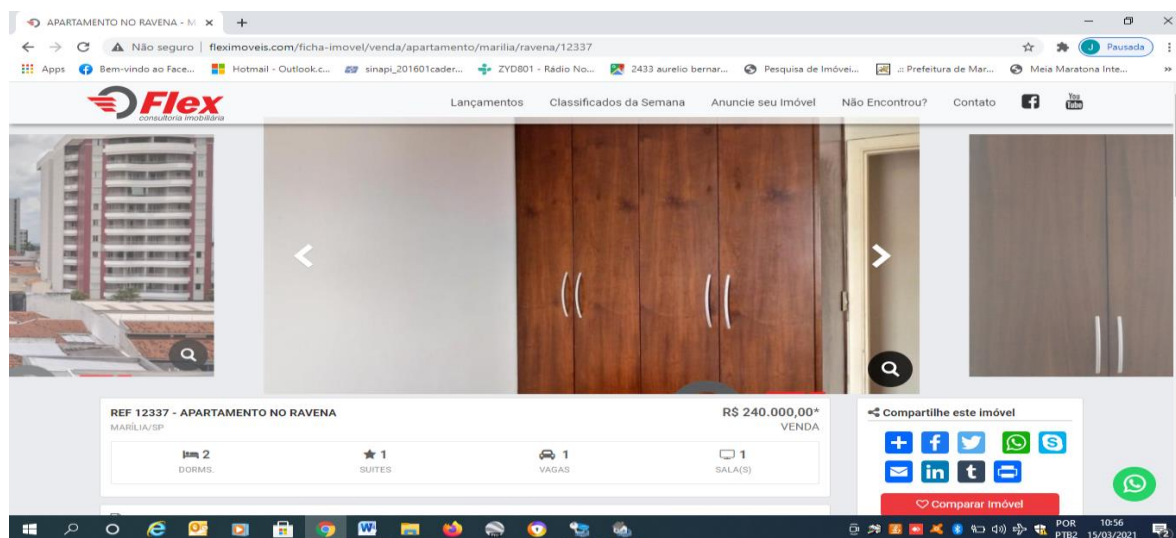 APARTAMENTO NO RAVENA - M
Não seguro | fleximoveis.com/ficha-imovel/venda/apartamento/marilia/ravena/12337
J Pausada
Apps Bem-vindo ao Face... Hotmail - Outlook.c... sinapi_201601cader... ZYD801 - Rádio No... 2433 aurelio bernar... Pesquisa de Imóvei... .:: Prefeitura de Mar... Meia Maratona Inte... »
Flex
consultoria imobiliária
Lançamentos Classificados da Semana Anuncie seu Imóvel Não Encontrou? Contato You Tube
REF 12337 - APARTAMENTO NO RAVENA R$ 240.000,00*
MARÍLIA/SP VENDA
2 1 1 1
DORMS. SUITES VAGAS SALA(S)
Compartilhe este imóvel
Comparar Imóvel
POR 10:56
PTB2 15/03/2021